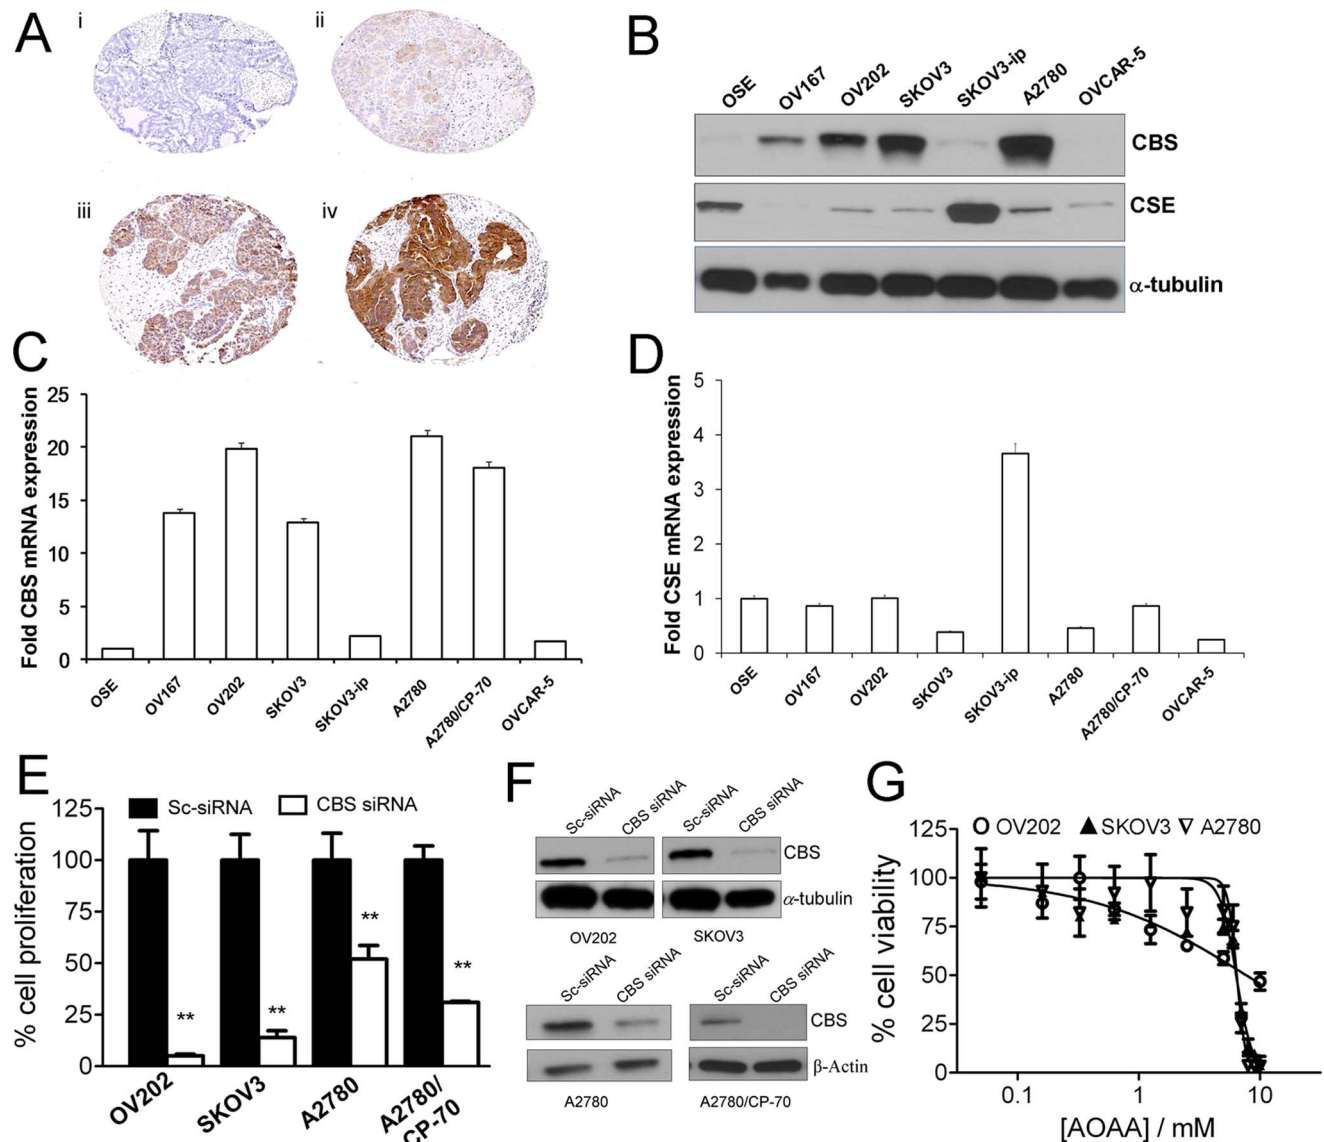 A
i
ii
iii
iv
B
OSE
OV167
OV202
SKOV3
SKOV3-ip
A2780
OVCAR-5
CBS
CSE
α-tubulin
C
Fold CBS mRNA expression
25
20
15
10
5
0
OSE
OV167
OV202
SKOV3
SKOV3-ip
A2780
A2780/CP-70
OVCAR-5
D
Fold CSE mRNA expression
5
4
3
2
1
0
OSE
OV167
OV202
SKOV3
SKOV3-ip
A2780
A2780/CP-70
OVCAR-5
E
% cell proliferation
Sc-siRNA
CBS siRNA
125
100
75
50
25
0
**
**
**
**
OV202
SKOV3
A2780
A2780/
CP-70
F
Sc-siRNA
CBS siRNA
Sc-siRNA
CBS siRNA
CBS
α-tubulin
OV202
SKOV3
Sc-siRNA
CBS siRNA
Sc-siRNA
CBS siRNA
CBS
β-Actin
A2780
A2780/CP-70
G
% cell viability
OV202
SKOV3
A2780
125
100
75
50
25
0
0.1
1
10
[AOAA] / mM